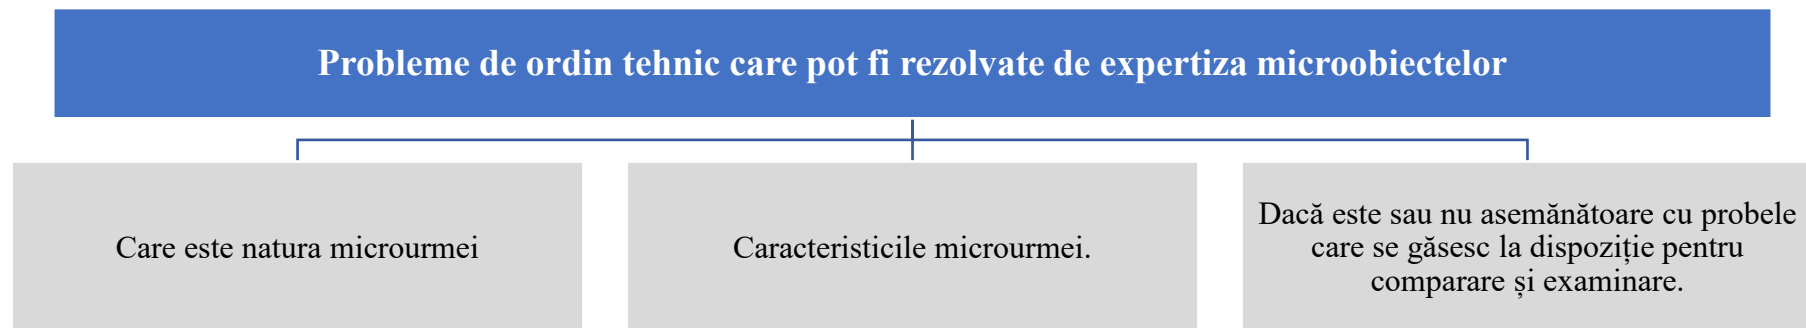 Probleme de ordin tehnic care pot fi rezolvate de expertiza microobiectelor
Care este natura microurmei
Caracteristicile microurmei.
Dacă este sau nu asemănătoare cu probele
care se găsesc la dispoziție pentru
comparare și examinare.